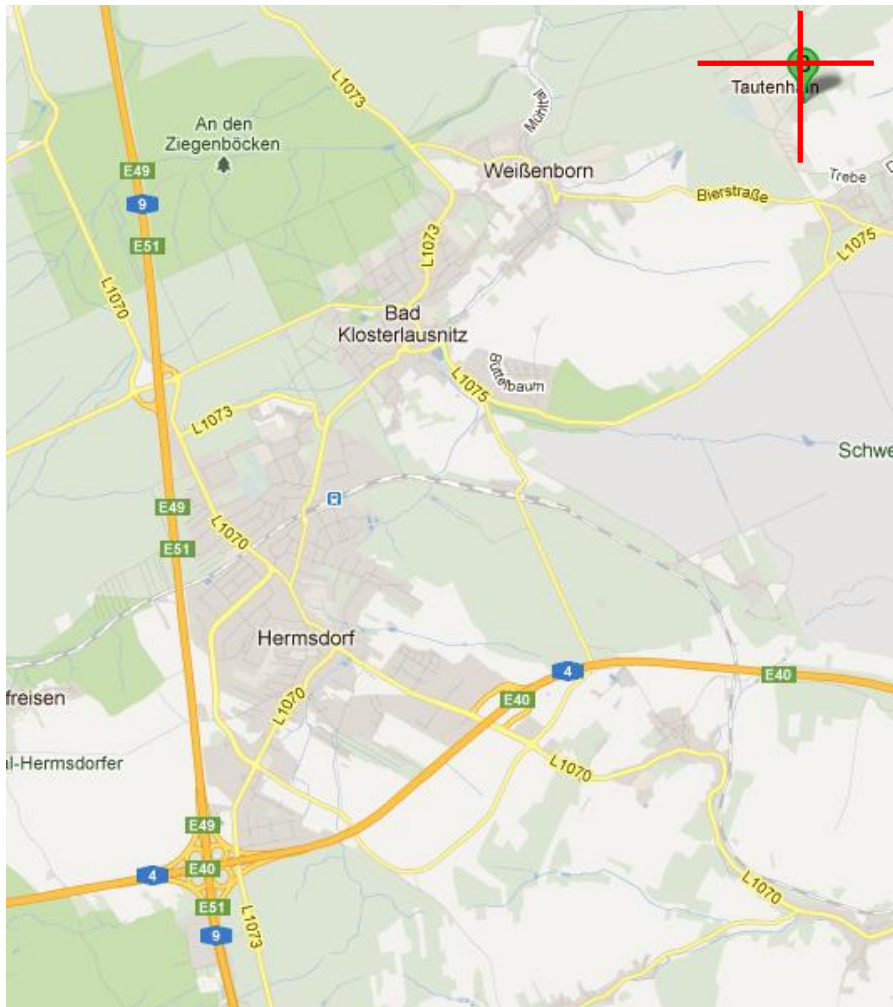 L1073
Tautenhain
An den
Ziegenböcken
Mühltal
E49
Weißenborn
Trebe
9
Bierstraße
E51
L1073
L1075
L1070
Bad
Klosterlausnitz
L1075
L1073
Schwe
E49
L1070
E51
Hermsdorf
4
E40
freisen
L1070
E40
al-Hermsdorfer
L1070
E49
E40
4
L1070
E51
L1073
9